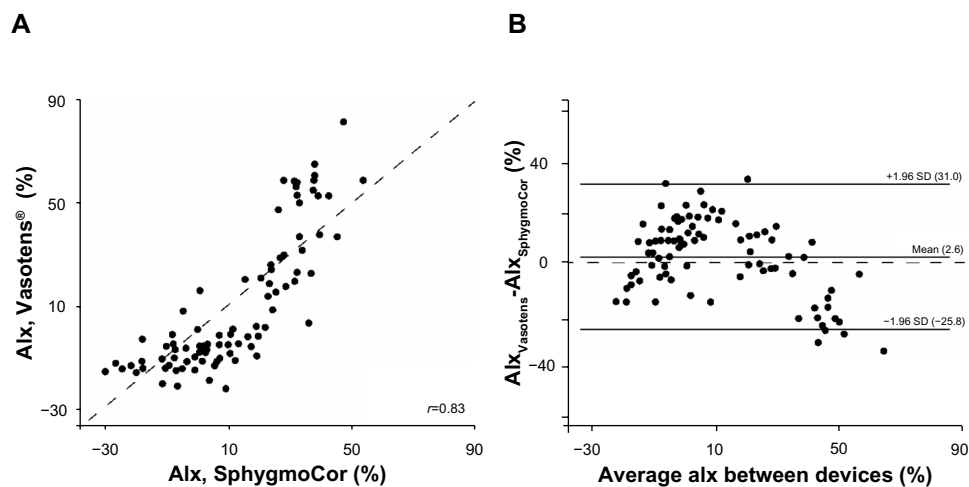 A
B
90
50
10
−30
AIx, Vasotens® (%)
r=0.83
−30
10
50
90
AIx, SphygmoCor (%)
40
0
−40
AIxVasotens-AIxSphygmoCor (%)
+1.96 SD (31.0)
Mean (2.6)
−1.96 SD (−25.8)
−30
10
50
90
Average aIx between devices (%)